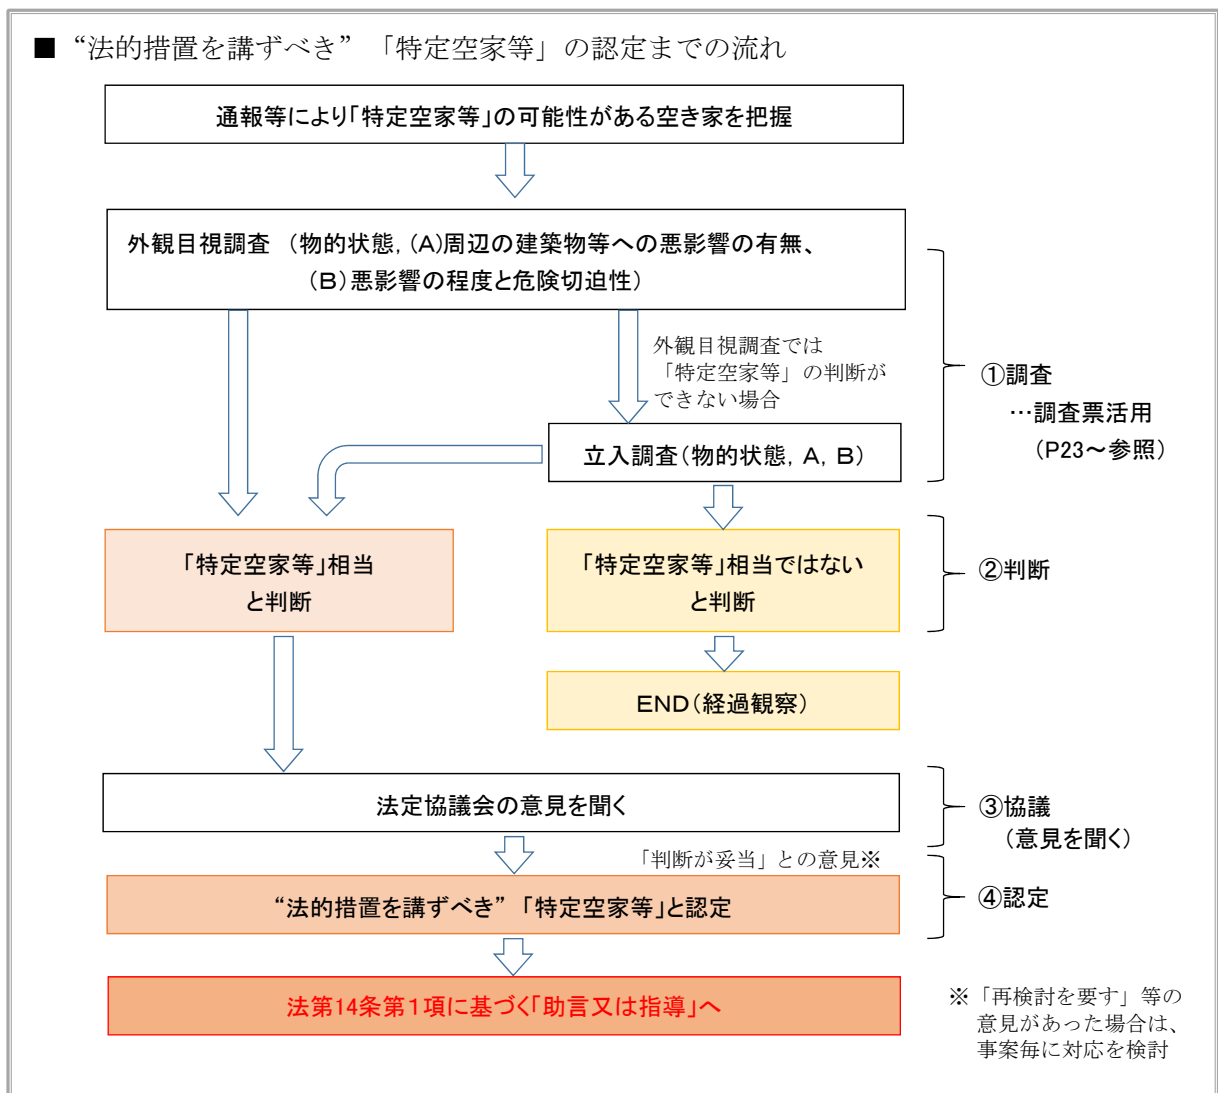 ■ “法的措置を講ずべき” 「特定空家等」の認定までの流れ
通報等により「特定空家等」の可能性がある空き家を把握
外観目視調査 (物的状態, (A)周辺の建築物等への悪影響の有無、
(B)悪影響の程度と危険切迫性)
外観目視調査では
「特定空家等」の判断が
できない場合
①調査
…調査票活用
(P23～参照)
立入調査(物的状態, A, B)
「特定空家等」相当
と判断
「特定空家等」相当ではない
と判断
②判断
END(経過観察)
法定協議会の意見を聞く
③協議
(意見を聞く)
「判断が妥当」との意見※
“法的措置を講ずべき” 「特定空家等」と認定
④認定
法第14条第1項に基づく「助言又は指導」へ
※「再検討を要す」等の
意見があった場合は、
事案毎に対応を検討